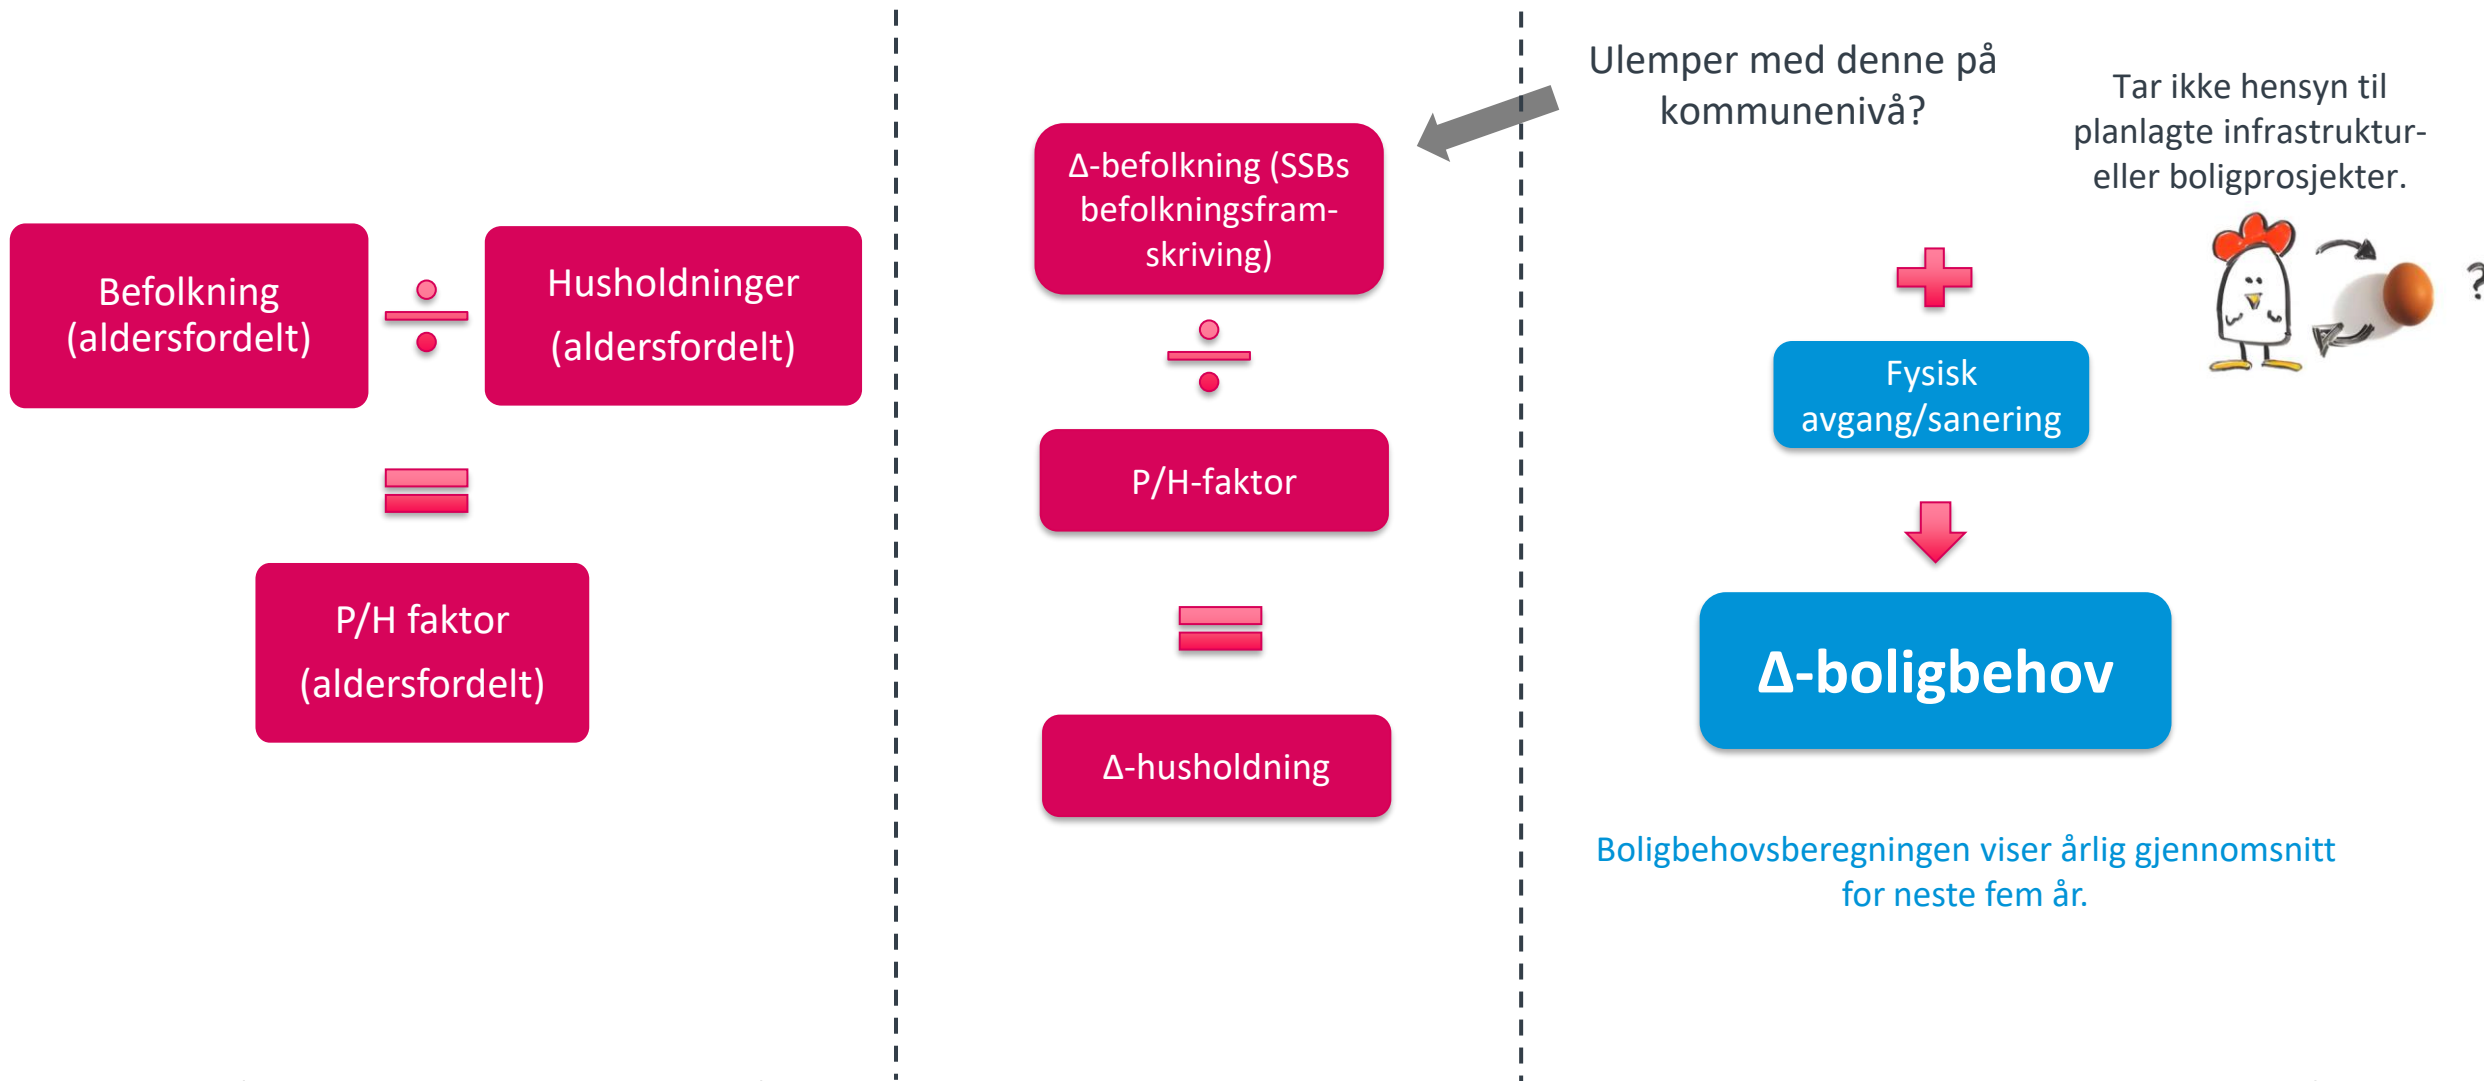 Befolkning
(aldersfordelt)
Husholdninger
(aldersfordelt)
P/H faktor
(aldersfordelt)
Δ-befolkning (SSBs
befolkningsfram-
skriving)
P/H-faktor
Δ-husholdning
Ulemper med denne på
kommunenivå?
Tar ikke hensyn til
planlagte infrastruktur-
eller boligprosjekter.
?
Fysisk
avgang/sanering
Δ-boligbehov
Boligbehovsberegningen viser årlig gjennomsnitt
for neste fem år.